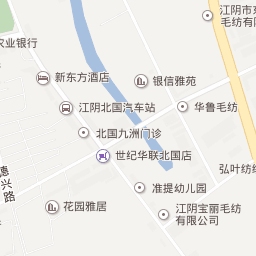 江阴市东
毛纺有限
农业银行
新东方酒店
银信雅苑
江阴北国汽车站
华鲁毛纺
北国九洲门诊
世纪华联北国店
弘叶纺织
德兴路
准提幼儿园
花园雅居
江阴宝丽毛纺
有限公司